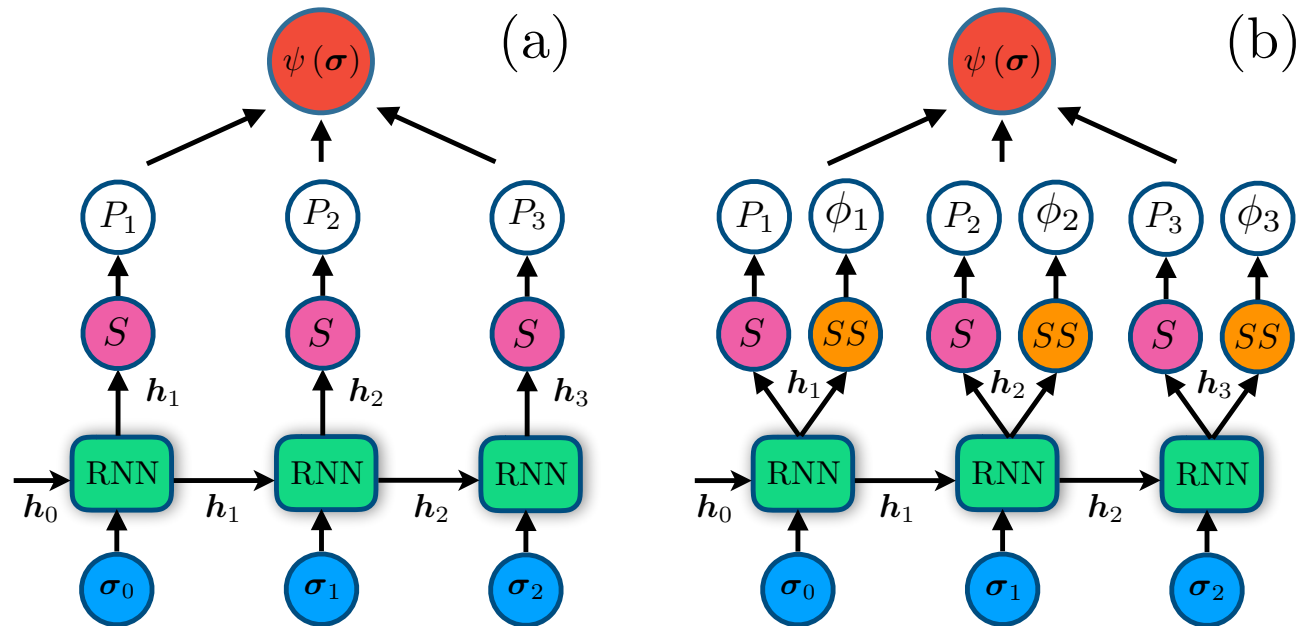 (a)
ψ (σ)
P₁ P₂ P₃
S S S
h₁ h₂ h₃
RNN RNN RNN
h₀ h₁ h₂
σ₀ σ₁ σ₂
(b)
ψ (σ)
P₁ ϕ₁ P₂ ϕ₂ P₃ ϕ₃
S SS S SS S SS
h₁ h₂ h₃
RNN RNN RNN
h₀ h₁ h₂
σ₀ σ₁ σ₂